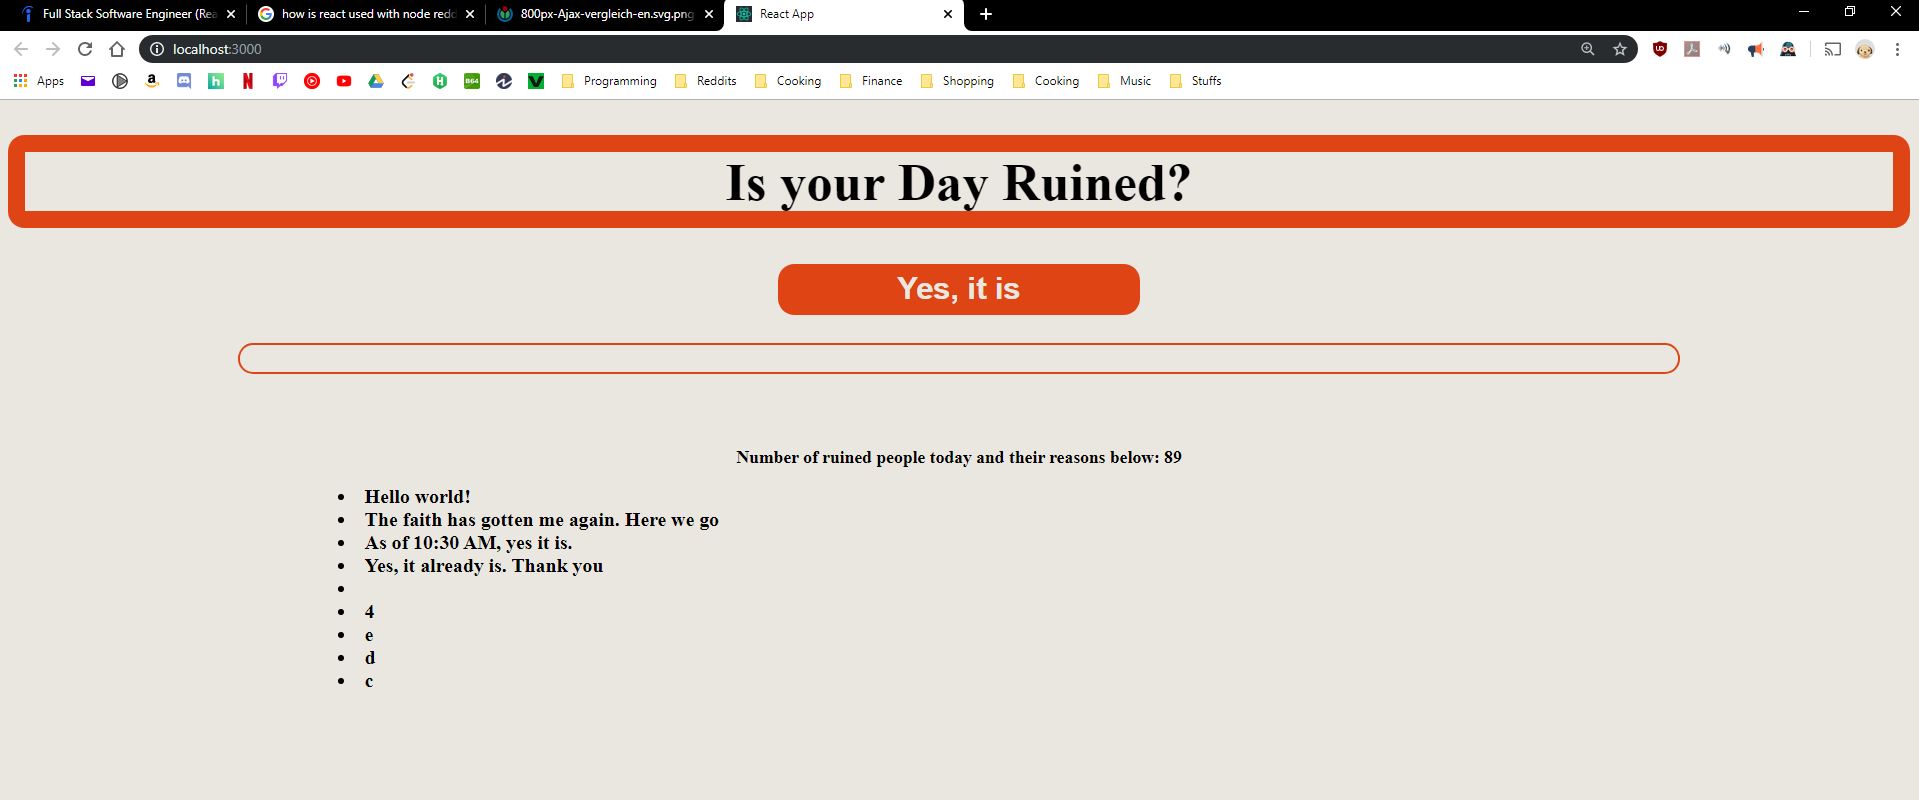 Full Stack Software Engineer (Rea
how is react used with node redd
800px-Ajax-vergleich-en.svg.png
React App
localhost:3000
Apps
Programming
Reddits
Cooking
Finance
Shopping
Cooking
Music
Stuffs
Is your Day Ruined?
Yes, it is
Number of ruined people today and their reasons below: 89
Hello world!
The faith has gotten me again. Here we go
As of 10:30 AM, yes it is.
Yes, it already is. Thank you
4
e
d
c